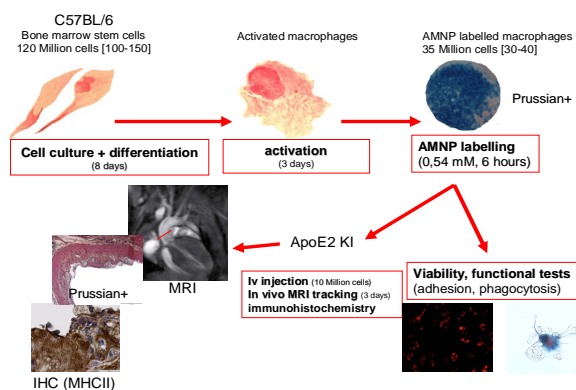 C57BL/6
Bone marrow stem cells
120 Million cells [100-150]
Activated macrophages
AMNP labelled macrophages
35 Million cells [30-40]
Prussian+
Cell culture + differentiation
(8 days)
activation
(3 days)
AMNP labelling
(0,54 mM, 6 hours)
ApoE2 KI
MRI
Prussian+
IHC (MHCII)
Iv injection (10 Million cells)
In vivo MRI tracking (3 days)
immunohistochemistry
Viability, functional tests
(adhesion, phagocytosis)